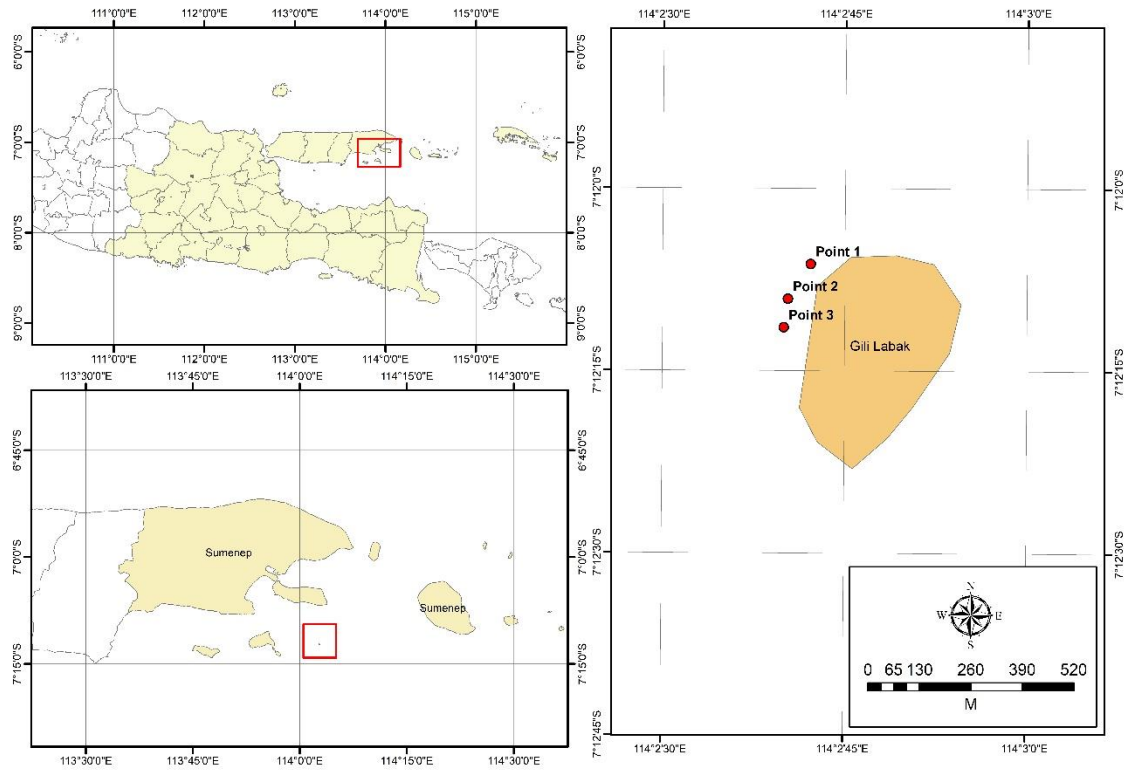 111°0'0"E 112°0'0"E 113°0'0"E 114°0'0"E 115°0'0"E
6°0'0"S 6°0'0"S
7°0'0"S 7°0'0"S
8°0'0"S 8°0'0"S
9°0'0"S 9°0'0"S
111°0'0"E 112°0'0"E 113°0'0"E 114°0'0"E 115°0'0"E
113°30'0"E 113°45'0"E 114°0'0"E 114°15'0"E 114°30'0"E
6°45'0"S 6°45'0"S
7°0'0"S 7°0'0"S
7°15'0"S 7°15'0"S
Sumenep
Sumenep
113°30'0"E 113°45'0"E 114°0'0"E 114°15'0"E 114°30'0"E
114°2'30"E 114°2'45"E 114°3'0"E
7°12'0"S 7°12'0"S
Point 1
Point 2
Point 3
Gili Labak
7°12'15"S 7°12'15"S
7°12'30"S 7°12'30"S
N
W E
S
0 65 130 260 390 520
M
7°12'45"S 7°12'45"S
114°2'30"E 114°2'45"E 114°3'0"E